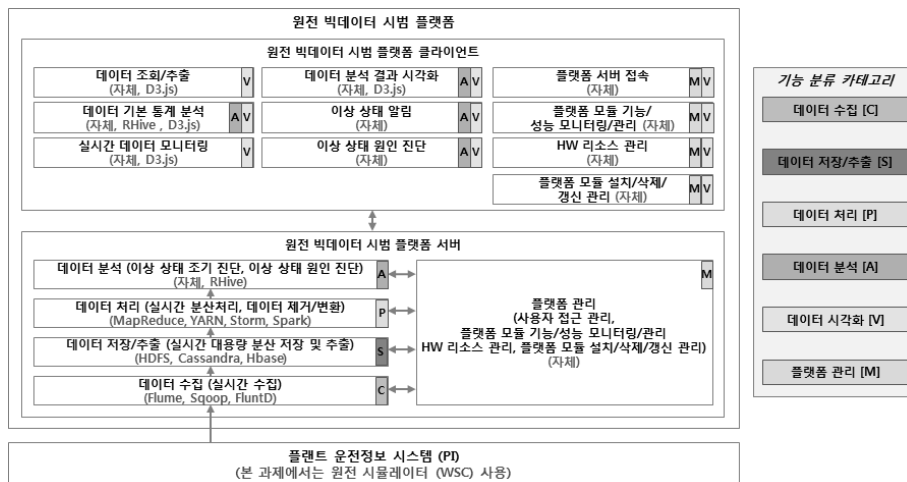 원전 빅데이터 시범 플랫폼
원전 빅데이터 시범 플랫폼 클라이언트
데이터 조회/추출
(자체, D3.js)
V
데이터 분석 결과 시각화
(자체, D3.js)
A V
플랫폼 서버 접속
(자체)
M V
데이터 기본 통계 분석
(자체, RHive , D3.js)
A V
이상 상태 알림
(자체)
A V
플랫폼 모듈 기능/
성능 모니터링/관리 (자체)
M V
실시간 데이터 모니터링
(자체, D3.js)
V
이상 상태 원인 진단
(자체)
A V
HW 리소스 관리
(자체)
M V
플랫폼 모듈 설치/삭제/
갱신 관리 (자체)
M V
원전 빅데이터 시범 플랫폼 서버
데이터 분석 (이상 상태 조기 진단, 이상 상태 원인 진단)
(자체, RHive)
A
데이터 처리 (실시간 분산처리, 데이터 제거/변환)
(MapReduce, YARN, Storm, Spark)
P
데이터 저장/추출 (실시간 대용량 분산 저장 및 추출)
(HDFS, Cassandra, Hbase)
S
데이터 수집 (실시간 수집)
(Flume, Sqoop, FluntD)
C
M
플랫폼 관리
(사용자 접근 관리,
플랫폼 모듈 기능/성능 모니터링/관리
HW 리소스 관리, 플랫폼 모듈 설치/삭제/갱신 관리)
(자체)
플랜트 운전정보 시스템 (PI)
(본 과제에서는 원전 시뮬레이터 (WSC) 사용)
기능 분류 카테고리
데이터 수집 [C]
데이터 저장/추출 [S]
데이터 처리 [P]
데이터 분석 [A]
데이터 시각화 [V]
플랫폼 관리 [M]